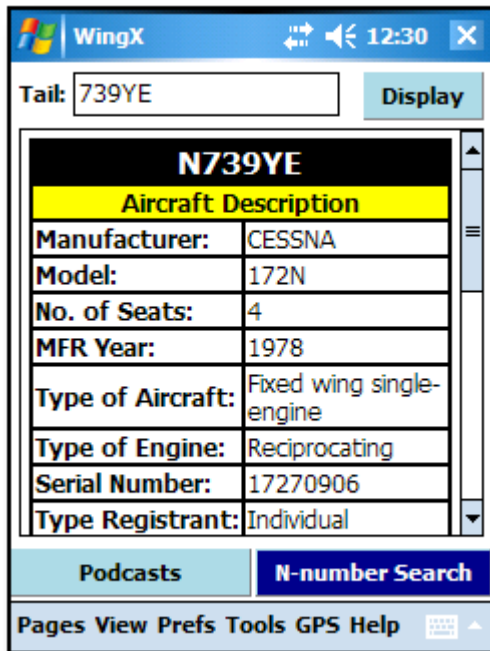 WingX 12:30
Tail: 739YE Display
N739YE
Aircraft Description
Manufacturer: CESSNA
Model: 172N
No. of Seats: 4
MFR Year: 1978
Type of Aircraft: Fixed wing single-
engine
Type of Engine: Reciprocating
Serial Number: 17270906
Type Registrant: Individual
Podcasts N-number Search
Pages View Prefs Tools GPS Help